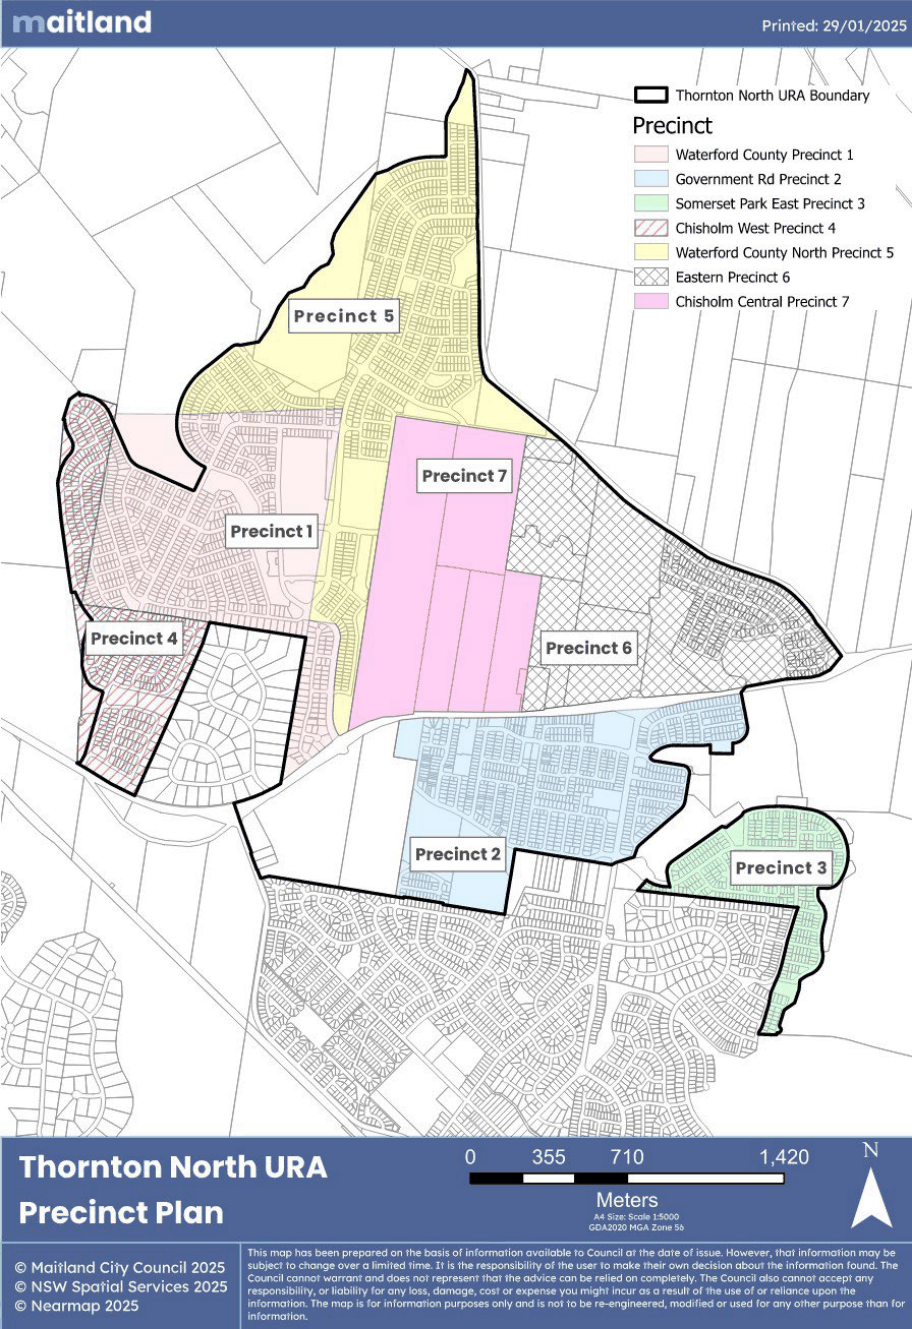 maitland
Printed: 29/01/2025
Thornton North URA Boundary
Precinct
Waterford County Precinct 1
Government Rd Precinct 2
Somerset Park East Precinct 3
Chisholm West Precinct 4
Waterford County North Precinct 5
Eastern Precinct 6
Chisholm Central Precinct 7
Precinct 5
Precinct 7
Precinct 1
Precinct 4
Precinct 6
Precinct 2
Precinct 3
Thornton North URA
Precinct Plan
0 355 710 1,420
Meters
A4 Size: Scale 1:5000
GDA2020 MGA Zone 56
N
© Maitland City Council 2025
© NSW Spatial Services 2025
© Nearmap 2025
This map has been prepared on the basis of information available to Council at the date of issue. However, that information may be
subject to change over a limited time. It is the responsibility of the user to make their own decision about the information found. The
Council cannot warrant and does not represent that the advice can be relied on completely. The Council also cannot accept any
responsibility, or liability for any loss, damage, cost or expense you might incur as a result of the use of or reliance upon the
information. The map is for information purposes only and is not to be re-engineered, modified or used for any other purpose than for
information.